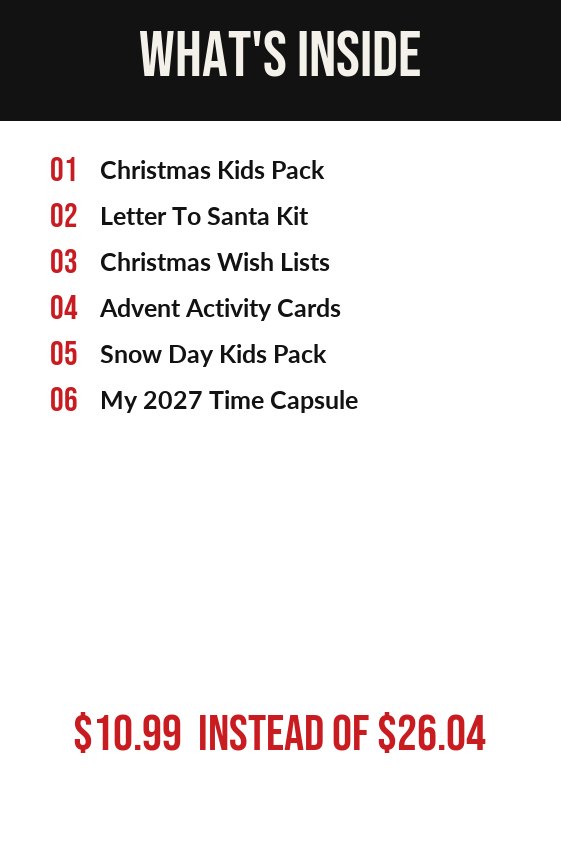 WHAT'S INSIDE
01 Christmas Kids Pack
02 Letter To Santa Kit
03 Christmas Wish Lists
04 Advent Activity Cards
05 Snow Day Kids Pack
06 My 2027 Time Capsule
$10.99 INSTEAD OF $26.04